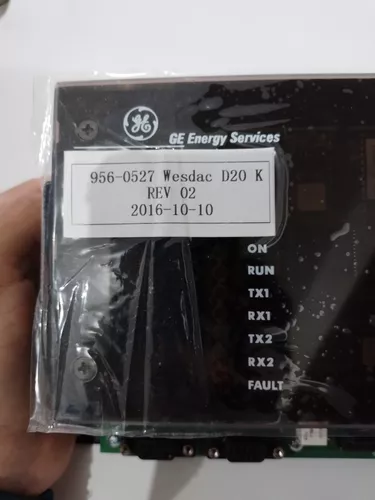 GE
GE Energy Services
956-0527 Wesdac D20 K
REV 02
2016-10-10
ON
RUN
TX1
RX1
TX2
RX2
FAULT